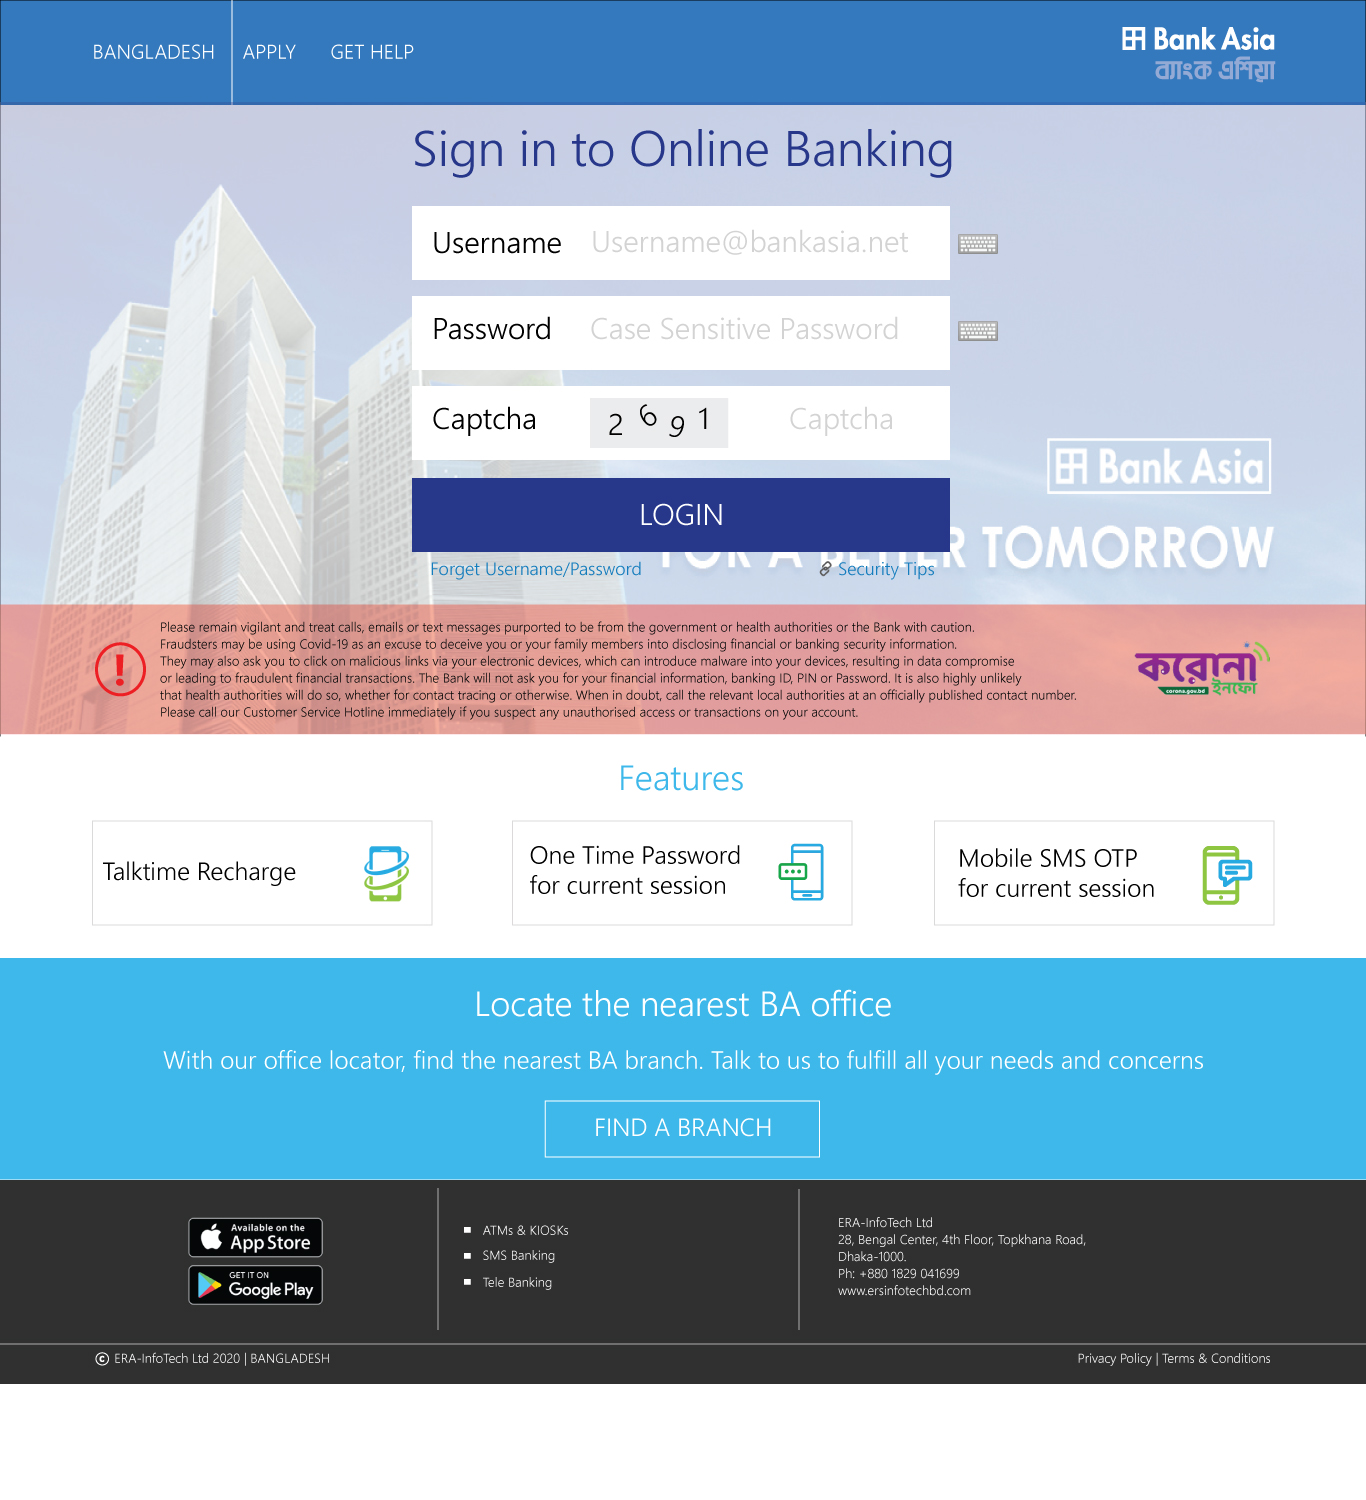 BANGLADESH
APPLY
GET HELP
Bank Asia
ব্যাংক এশিয়া
Sign in to Online Banking
Username
Username@bankasia.net
Password
Case Sensitive Password
Captcha
2 6 9 1
Captcha
Bank Asia
LOGIN
FOR A BETTER TOMORROW
Forget Username/Password
Security Tips
Please remain vigilant and treat calls, emails or text messages purported to be from the government or health authorities or the Bank with caution.
Fraudsters may be using Covid-19 as an excuse to deceive you or your family members into disclosing financial or banking security information.
They may also ask you to click on malicious links via your electronic devices, which can introduce malware into your devices, resulting in data compromise
or leading to fraudulent financial transactions. The Bank will not ask you for your financial information, banking ID, PIN or Password. It is also highly unlikely
that health authorities will do so, whether for contact tracing or otherwise. When in doubt, call the relevant local authorities at an officially published contact number.
Please call our Customer Service Hotline immediately if you suspect any unauthorised access or transactions on your account.
করোনা
corona.gov.bd ইনফো
Features
Talktime Recharge
One Time Password
for current session
Mobile SMS OTP
for current session
Locate the nearest BA office
With our office locator, find the nearest BA branch. Talk to us to fulfill all your needs and concerns
FIND A BRANCH
Available on the
App Store
GET IT ON
Google Play
ATMs & KIOSKs
SMS Banking
Tele Banking
ERA-InfoTech Ltd
28, Bengal Center, 4th Floor, Topkhana Road,
Dhaka-1000.
Ph: +880 1829 041699
www.ersinfotechbd.com
© ERA-InfoTech Ltd 2020 | BANGLADESH
Privacy Policy | Terms & Conditions